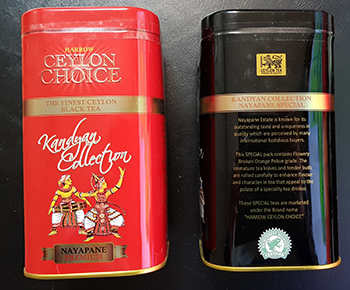 HARROW
CEYLON
CHOICE
THE FINEST CEYLON
BLACK TEA
Kandyan
Collection
NAYAPANE
PREMIUM
CEYLON TEA
KANDYAN COLLECTION
NAYAPANE SPECIAL
Nayapane Estate is known for its
outstanding taste and uniqueness in
quality which are perceived by many
international fastidious buyers.
This SPECIAL pack contains Flowery
Broken Orange Pekoe grade. The
immature tea leaves and tender buds
are rolled carefully to enhance flavour
and character in tea that appeal to the
palate of a specialty tea drinker.
These SPECIAL teas are marketed
under the Brand name
"HARROW CEYLON CHOICE"